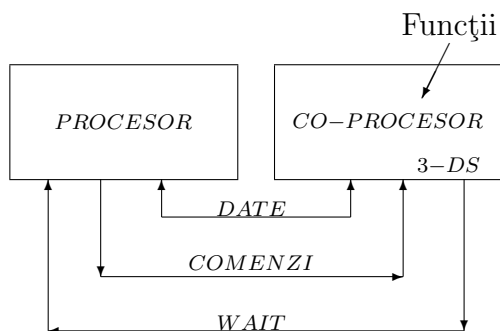 Funcţii
PROCESOR
CO-PROCESOR
3-DS
DATE
COMENZI
WAIT